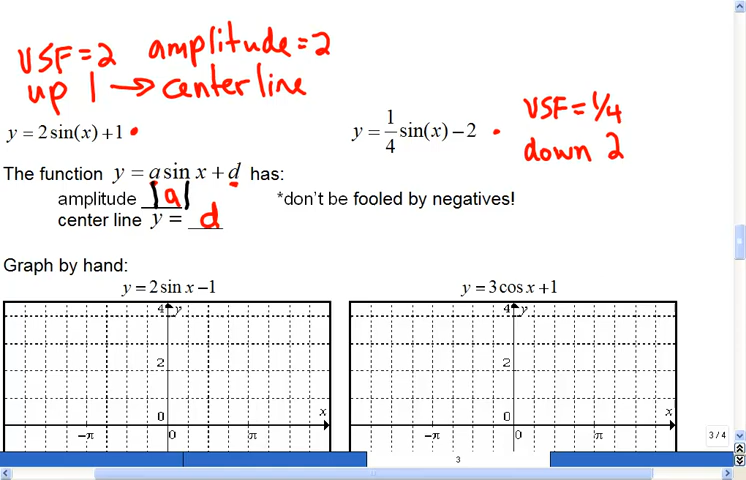 VSF=2 amplitude=2
up 1 → center line
y = 2sin(x)+1
y = 1/4 sin(x) − 2
VSF=1/4
down 2
The function y = a sin x + d has:
amplitude |a| *don't be fooled by negatives!
center line y = d
Graph by hand:
y = 2 sin x − 1 y = 3 cos x + 1
4 y 4 y
2 2
0 x 0 x
−π 0 π −π 0 π
3 / 4
3